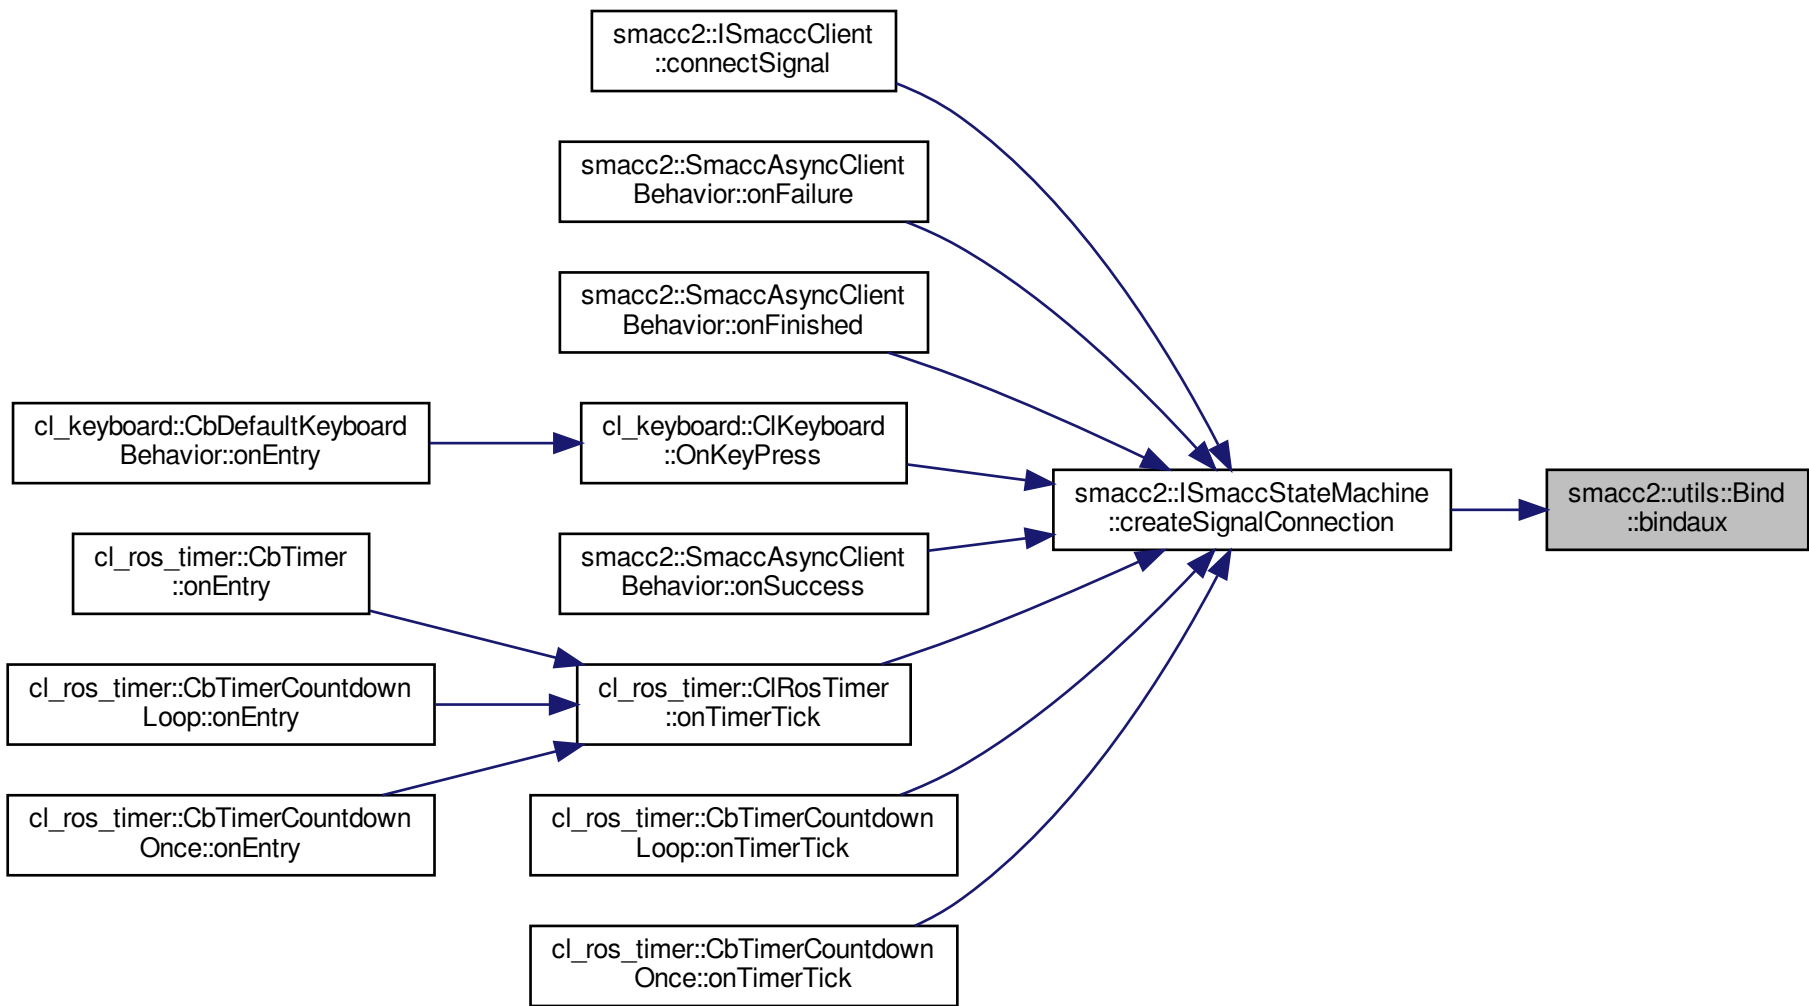 smacc2::ISmaccClient
::connectSignal
smacc2::SmaccAsyncClient
Behavior::onFailure
smacc2::SmaccAsyncClient
Behavior::onFinished
cl_keyboard::CbDefaultKeyboard
Behavior::onEntry
cl_keyboard::ClKeyboard
::OnKeyPress
smacc2::ISmaccStateMachine
::createSignalConnection
smacc2::utils::Bind
::bindaux
cl_ros_timer::CbTimer
::onEntry
smacc2::SmaccAsyncClient
Behavior::onSuccess
cl_ros_timer::CbTimerCountdown
Loop::onEntry
cl_ros_timer::ClRosTimer
::onTimerTick
cl_ros_timer::CbTimerCountdown
Once::onEntry
cl_ros_timer::CbTimerCountdown
Loop::onTimerTick
cl_ros_timer::CbTimerCountdown
Once::onTimerTick